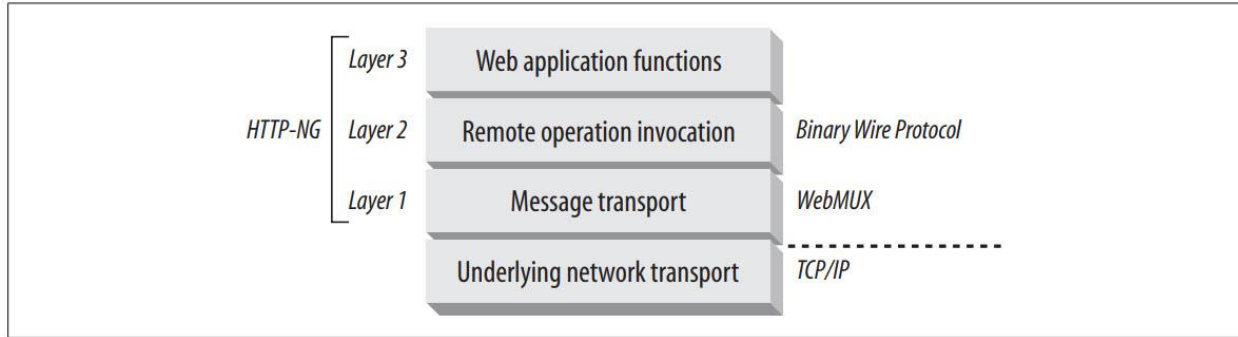 Layer 3 Web application functions
HTTP-NG Layer 2 Remote operation invocation Binary Wire Protocol
Layer 1 Message transport WebMUX
Underlying network transport TCP/IP